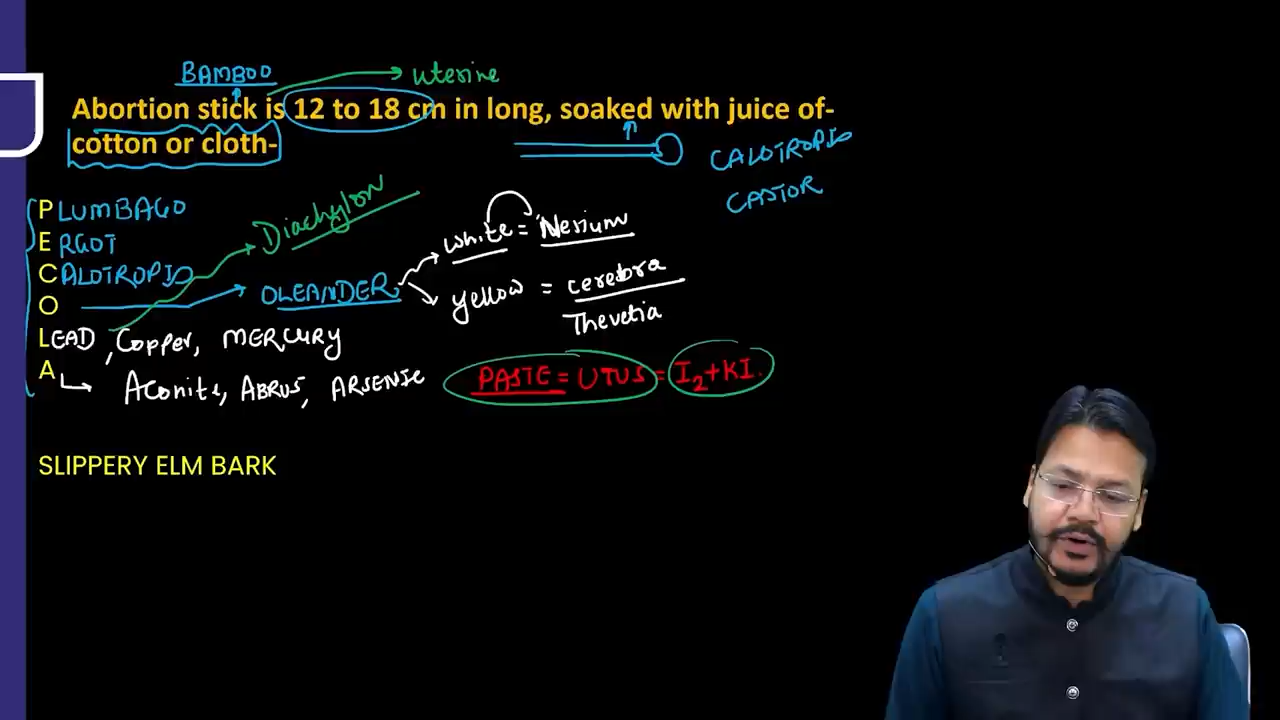 BAMBOO
uterine
Abortion stick is 12 to 18 cm in long, soaked with juice of-
cotton or cloth-
CALOTROPIS
CASTOR
PLUMBAGO
ERGOT
CALOTROPIS
O
LEAD, Copper, MERCURY
A
Aconite, ABRUS, ARSENIC
Diachylon
OLEANDER
white = Nerium
yellow = cerebra
Thevetia
PASTE = UTUS = I2+KI.
SLIPPERY ELM BARK